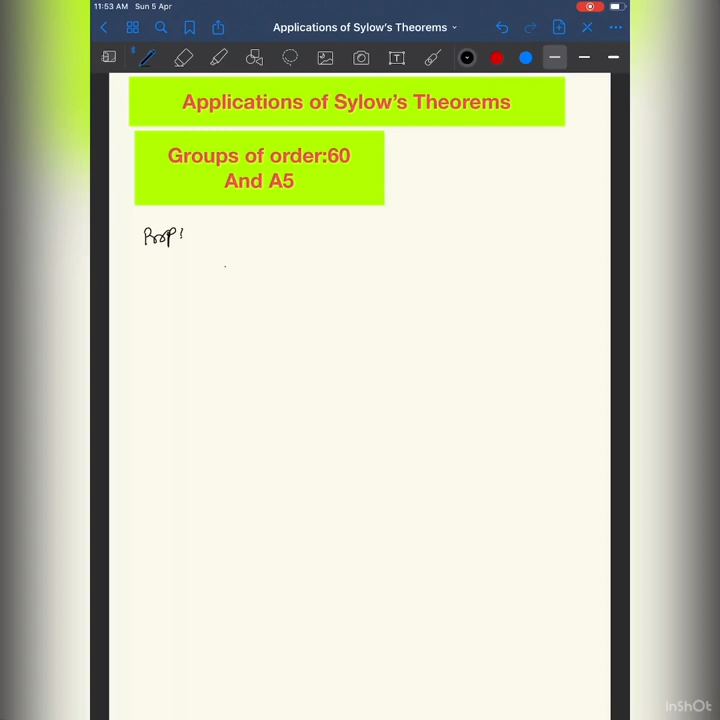 11:53 AM Sun 5 Apr
Applications of Sylow's Theorems
Applications of Sylow's Theorems
Groups of order:60
And A5
Prop:
InShOt